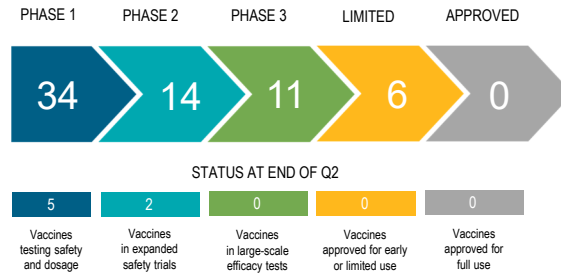 PHASE 1 PHASE 2 PHASE 3 LIMITED APPROVED
34 14 11 6 0
STATUS AT END OF Q2
5 2 0 0 0
Vaccines Vaccines Vaccines Vaccines Vaccines
testing safety in expanded in large-scale approved for early approved for
and dosage safety trials efficacy tests or limited use full use